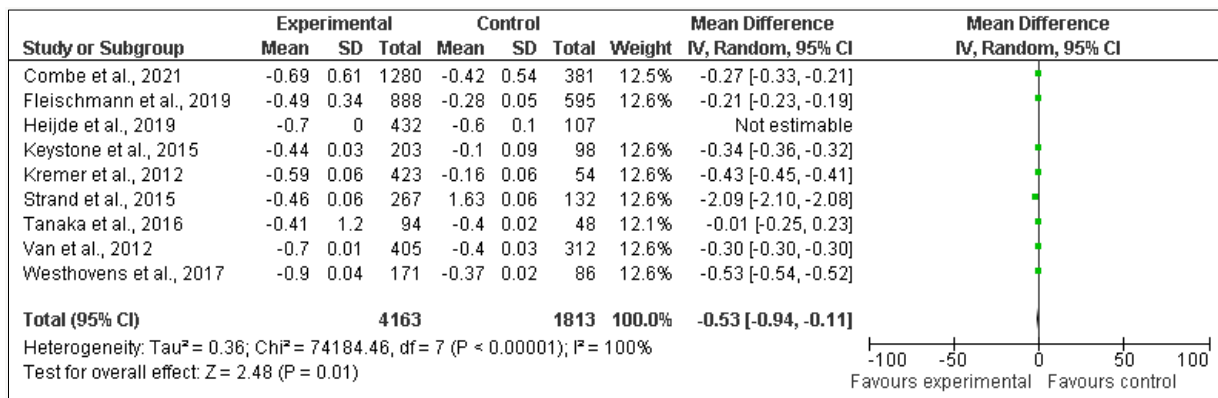 Experimental Control Mean Difference Mean Difference
Study or Subgroup Mean SD Total Mean SD Total Weight IV, Random, 95% CI IV, Random, 95% CI
Combe et al., 2021 -0.69 0.61 1280 -0.42 0.54 381 12.5% -0.27 [-0.33, -0.21]
Fleischmann et al., 2019 -0.49 0.34 888 -0.28 0.05 595 12.6% -0.21 [-0.23, -0.19]
Heijde et al., 2019 -0.7 0 432 -0.6 0.1 107 Not estimable
Keystone et al., 2015 -0.44 0.03 203 -0.1 0.09 98 12.6% -0.34 [-0.36, -0.32]
Kremer et al., 2012 -0.59 0.06 423 -0.16 0.06 54 12.6% -0.43 [-0.45, -0.41]
Strand et al., 2015 -0.46 0.06 267 1.63 0.06 132 12.6% -2.09 [-2.10, -2.08]
Tanaka et al., 2016 -0.41 1.2 94 -0.4 0.02 48 12.1% -0.01 [-0.25, 0.23]
Van et al., 2012 -0.7 0.01 405 -0.4 0.03 312 12.6% -0.30 [-0.30, -0.30]
Westhovens et al., 2017 -0.9 0.04 171 -0.37 0.02 86 12.6% -0.53 [-0.54, -0.52]
Total (95% CI) 4163 1813 100.0% -0.53 [-0.94, -0.11]
Heterogeneity: Tau² = 0.36; Chi² = 74184.46, df = 7 (P < 0.00001); I² = 100%
Test for overall effect: Z = 2.48 (P = 0.01)
-100 -50 0 50 100
Favours experimental Favours control